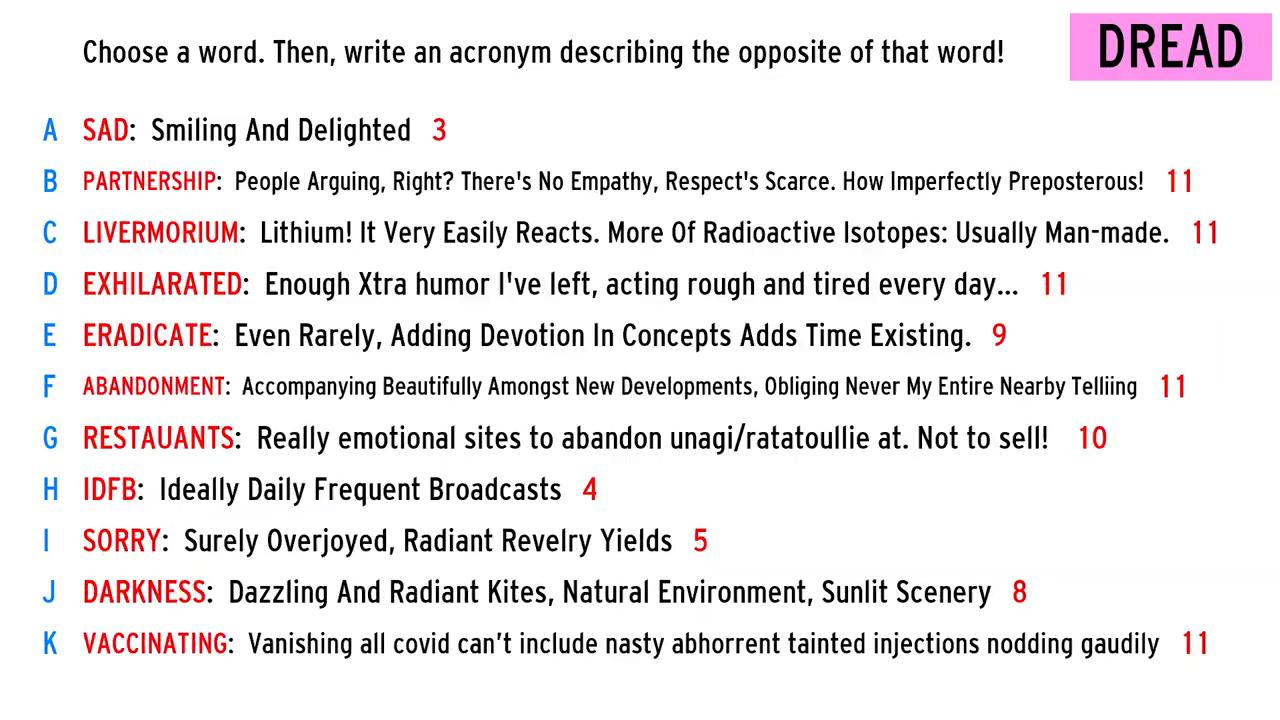 Choose a word. Then, write an acronym describing the opposite of that word!
DREAD
A SAD: Smiling And Delighted 3
B PARTNERSHIP: People Arguing, Right? There's No Empathy, Respect's Scarce. How Imperfectly Preposterous! 11
C LIVERMORIUM: Lithium! It Very Easily Reacts. More Of Radioactive Isotopes: Usually Man-made. 11
D EXHILARATED: Enough Xtra humor I've left, acting rough and tired every day... 11
E ERADICATE: Even Rarely, Adding Devotion In Concepts Adds Time Existing. 9
F ABANDONMENT: Accompanying Beautifully Amongst New Developments, Obliging Never My Entire Nearby Telliing 11
G RESTAUANTS: Really emotional sites to abandon unagi/ratatoullie at. Not to sell! 10
H IDFB: Ideally Daily Frequent Broadcasts 4
I SORRY: Surely Overjoyed, Radiant Revelry Yields 5
J DARKNESS: Dazzling And Radiant Kites, Natural Environment, Sunlit Scenery 8
K VACCINATING: Vanishing all covid can’t include nasty abhorrent tainted injections nodding gaudily 11